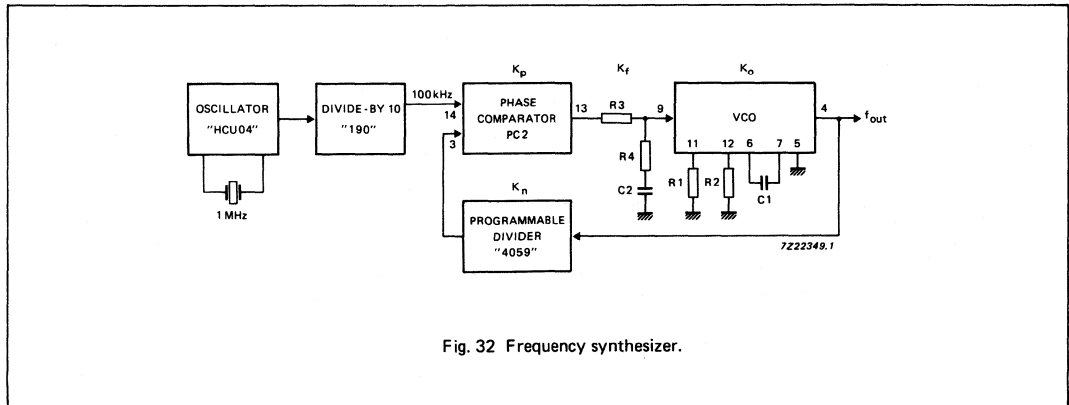 Kp
Kf
Ko
OSCILLATOR
"HCU04"
DIVIDE-BY 10
"190"
100kHz
14
3
PHASE
COMPARATOR
PC2
13
R3
9
VCO
4
fout
11
12
6
7
5
R4
C2
R1
R2
C1
1 MHz
Kn
PROGRAMMABLE
DIVIDER
"4059"
7Z22349.1
Fig. 32 Frequency synthesizer.